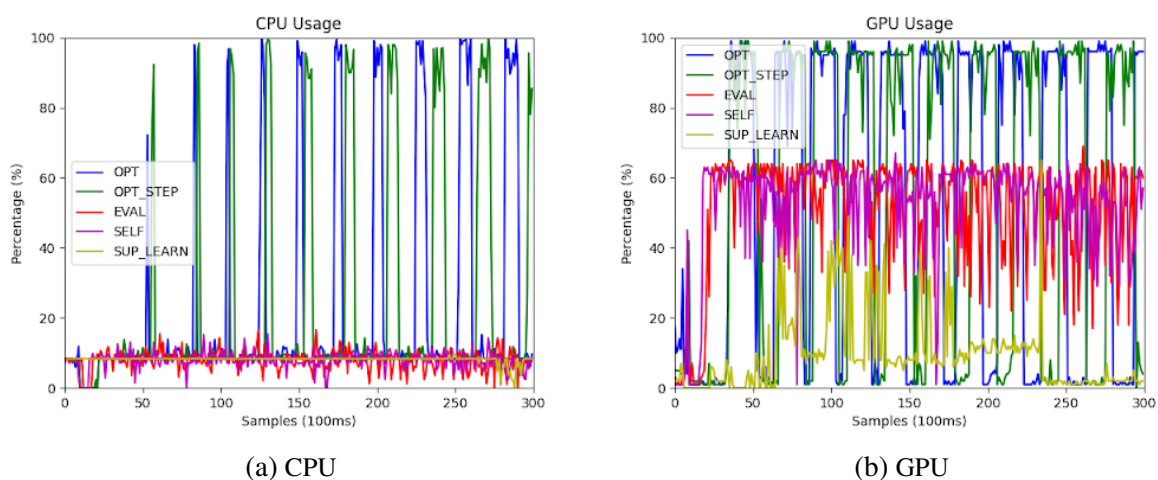 CPU Usage
100
80
60
40
20
0
0 50 100 150 200 250 300
Percentage (%)
Samples (100ms)
OPT
OPT_STEP
EVAL
SELF
SUP_LEARN
(a) CPU
GPU Usage
100
80
60
40
20
0
0 50 100 150 200 250 300
Percentage (%)
Samples (100ms)
OPT
OPT_STEP
EVAL
SELF
SUP_LEARN
(b) GPU